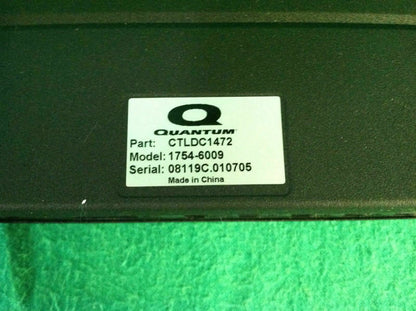 Q
QUANTUM
Part: CTLDC1472
Model: 1754-6009
Serial: 08119C.010705
Made in China